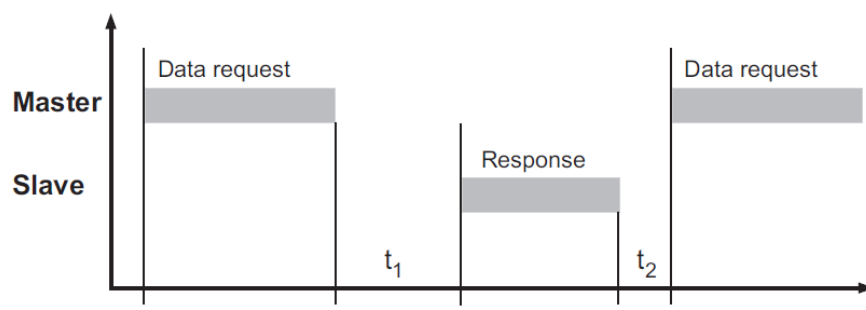 Data request
Data request
Master
Response
Slave
t₁
t₂